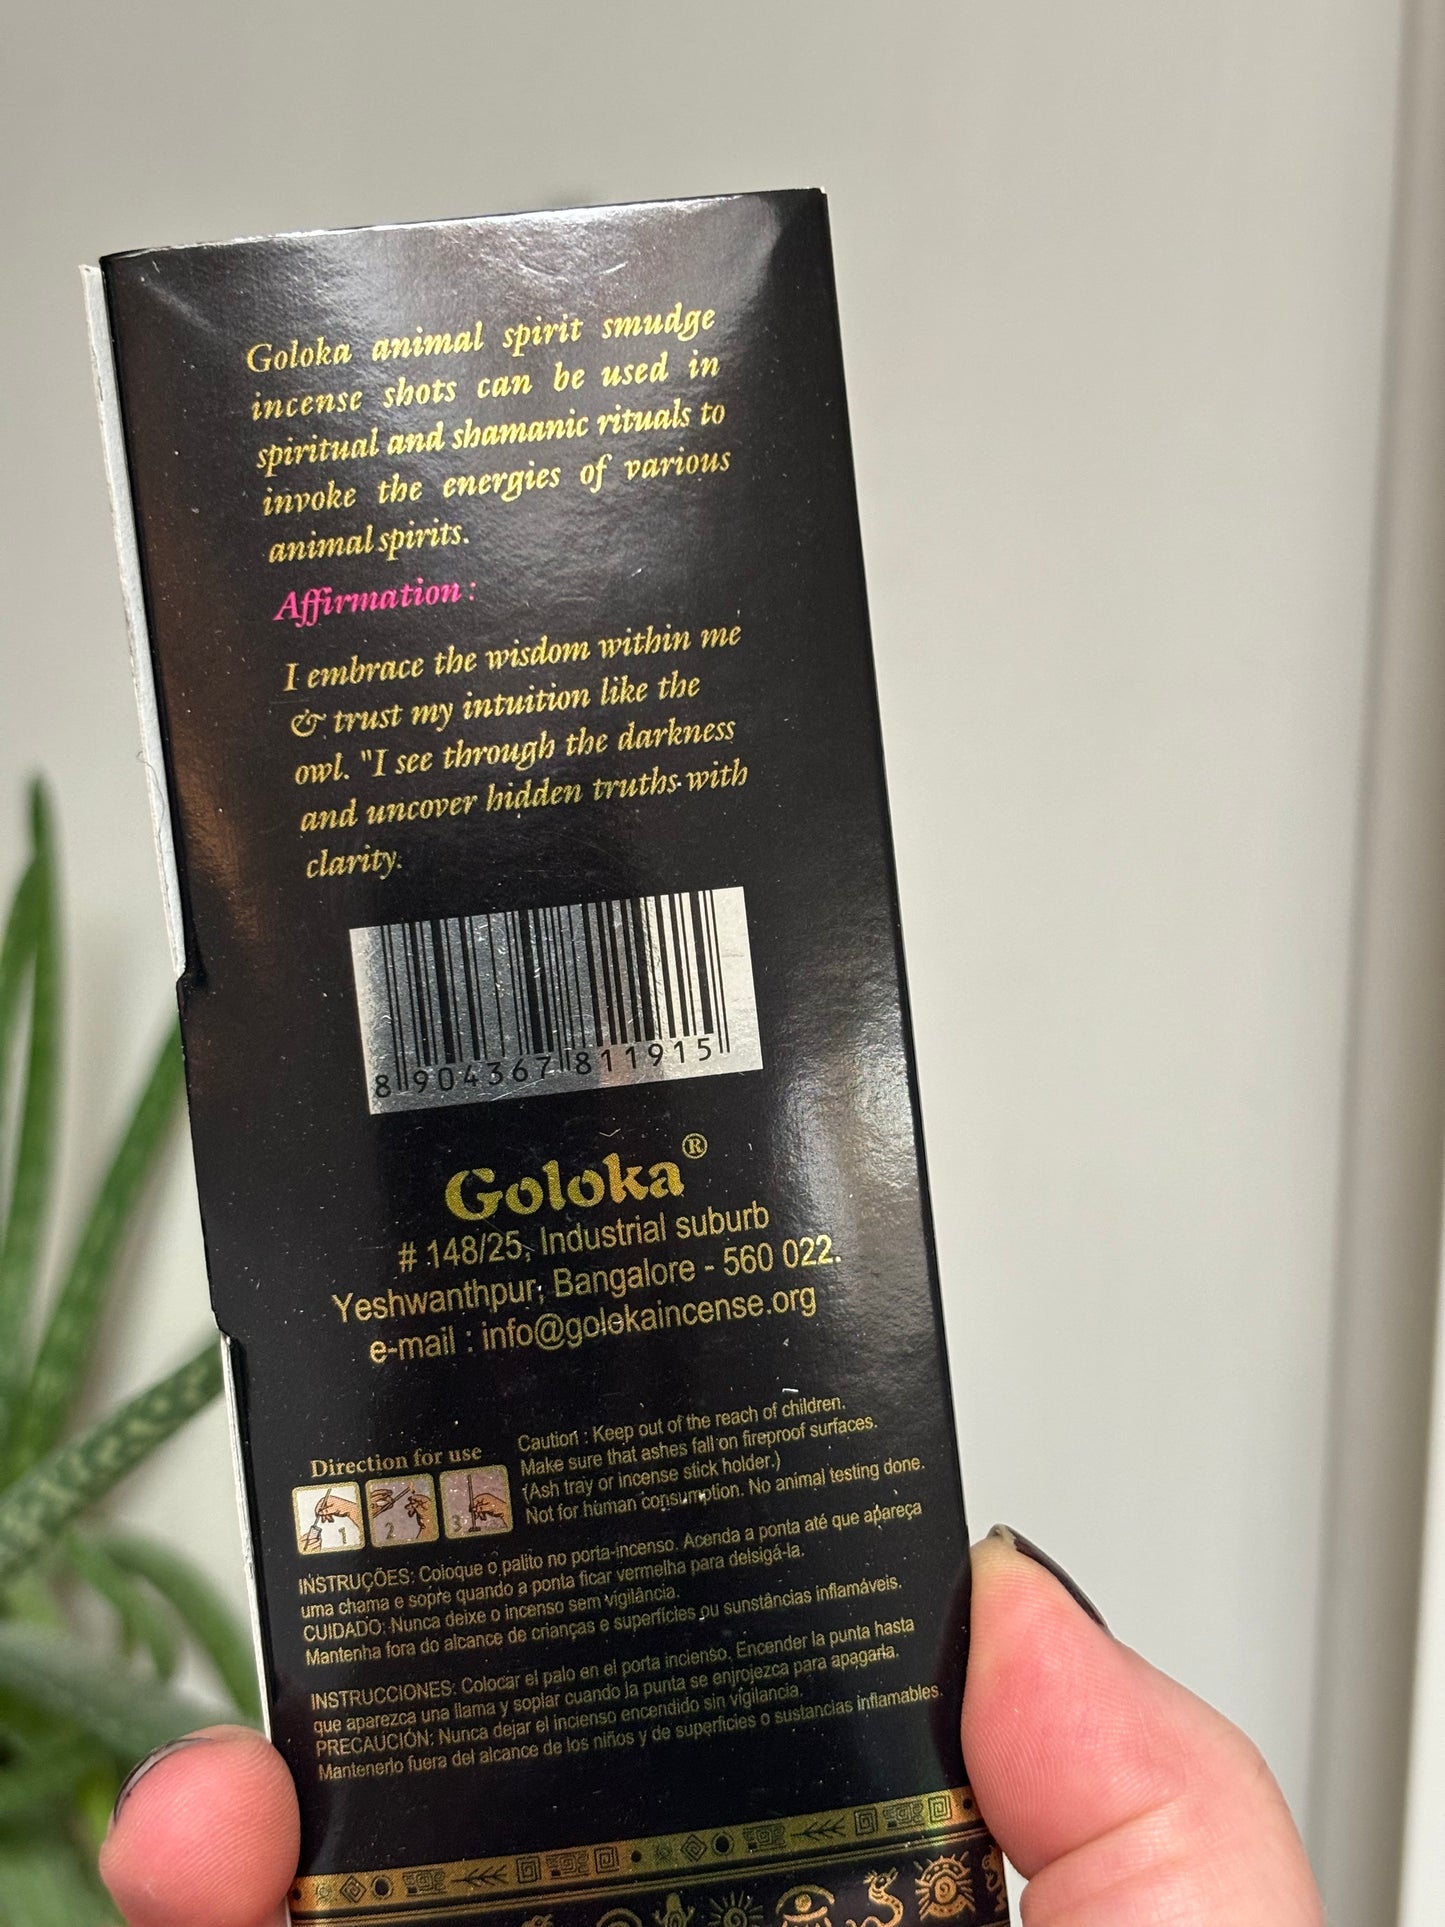 Goloka animal spirit smudge
incense shots can be used in
spiritual and shamanic rituals to
invoke the energies of various
animal spirits.
Affirmation :
I embrace the wisdom within me
& trust my intuition like the
owl. "I see through the darkness
and uncover hidden truths with
clarity.
8 904367 811915
Goloka®
# 148/25, Industrial suburb
Yeshwanthpur, Bangalore - 560 022.
e-mail : info@golokaincense.org
Direction for use
1 2 3
Caution : Keep out of the reach of children.
Make sure that ashes fall on fireproof surfaces.
(Ash tray or incense stick holder.)
Not for human consumption. No animal testing done.
INSTRUÇÕES: Coloque o palito no porta-incenso. Acenda a ponta até que apareça
uma chama e sopre quando a ponta ficar vermelha para delsigá-la.
CUIDADO: Nunca deixe o incenso sem vigilância.
Mantenha fora do alcance de crianças e superfícies ou sunstâncias inflamáveis.
INSTRUCCIONES: Colocar el palo en el porta incienso, Encender la punta hasta
que aparezca una llama y soplar cuando la punta se enjrojezca para apagarla.
PRECAUCIÓN: Nunca dejar el incienso encendido sin vigilancia.
Mantenerlo fuera del alcance de los niños y de superficies o sustancias inflamables.